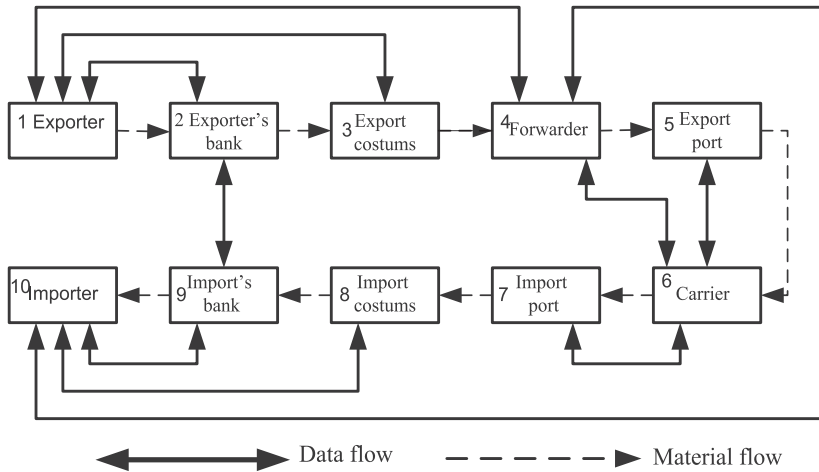 1 Exporter
2 Exporter's
bank
3 Export
costums
4 Forwarder
5 Export
port
10 Importer
9 Import's
bank
8 Import
costums
7 Import
port
6 Carrier
Data flow
Material flow